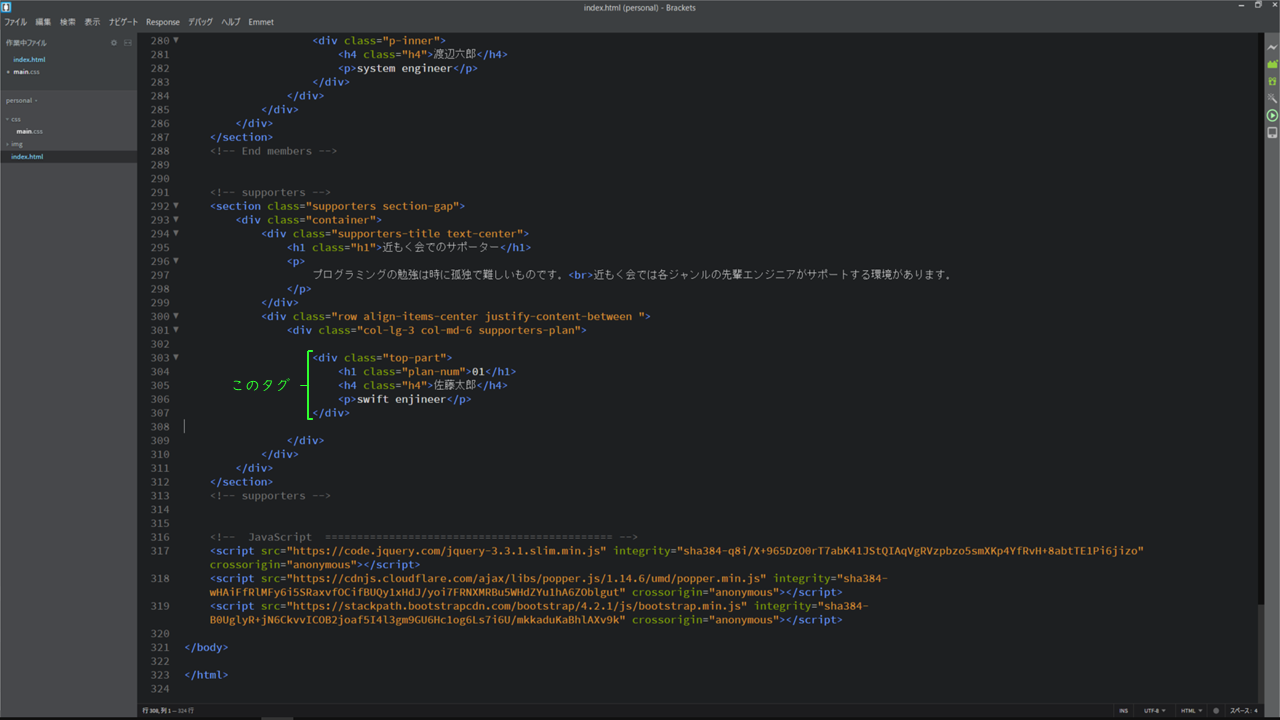 index.html (personal) - Brackets
ファイル 編集 検索 表示 ナビゲート Response デバッグ ヘルプ Emmet
作業中ファイル
index.html
main.css
personal
css
main.css
img
index.html
280 <div class="p-inner">
281 <h4 class="h4">渡辺六郎</h4>
282 <p>system engineer</p>
283 </div>
284 </div>
285 </div>
286 </div>
287 </section>
288 <!-- End members -->
289
290
291 <!-- supporters -->
292 <section class="supporters section-gap">
293 <div class="container">
294 <div class="supporters-title text-center">
295 <h1 class="h1">近もく会でのサポーター</h1>
296 <p>
297 プログラミングの勉強は時に孤独で難しいものです。<br>近もく会では各ジャンルの先輩エンジニアがサポートする環境があります。
298 </p>
299 </div>
300 <div class="row align-items-center justify-content-between ">
301 <div class="col-lg-3 col-md-6 supporters-plan">
302
303 <div class="top-part">
304 <h1 class="plan-num">01</h1>
このタグ
305 <h4 class="h4">佐藤太郎</h4>
306 <p>swift enjineer</p>
307 </div>
308
309 </div>
310 </div>
311 </div>
312 </section>
313 <!-- supporters -->
314
315
316 <!-- JavaScript ============================================= -->
317 <script src="https://code.jquery.com/jquery-3.3.1.slim.min.js" integrity="sha384-q8i/X+965DzO0rT7abK41JStQIAqVgRVzpbzo5smXKp4YfRvH+8abtTE1Pi6jizo"
crossorigin="anonymous"></script>
318 <script src="https://cdnjs.cloudflare.com/ajax/libs/popper.js/1.14.6/umd/popper.min.js" integrity="sha384-
wHAiFfRlMFy6i5SRaxvfOCifBUQy1xHdJ/yoi7FRNXMRBu5WHdZYu1hA6ZOblgut" crossorigin="anonymous"></script>
319 <script src="https://stackpath.bootstrapcdn.com/bootstrap/4.2.1/js/bootstrap.min.js" integrity="sha384-
B0UglyR+jN6CkvvICOB2joaf5I4l3gm9GU6Hc1og6Ls7i6U/mkkaduKaBhlAXv9k" crossorigin="anonymous"></script>
320
321 </body>
322
323 </html>
324
行 308, 列 1 — 324 行
INS UTF-8 HTML スペース: 4